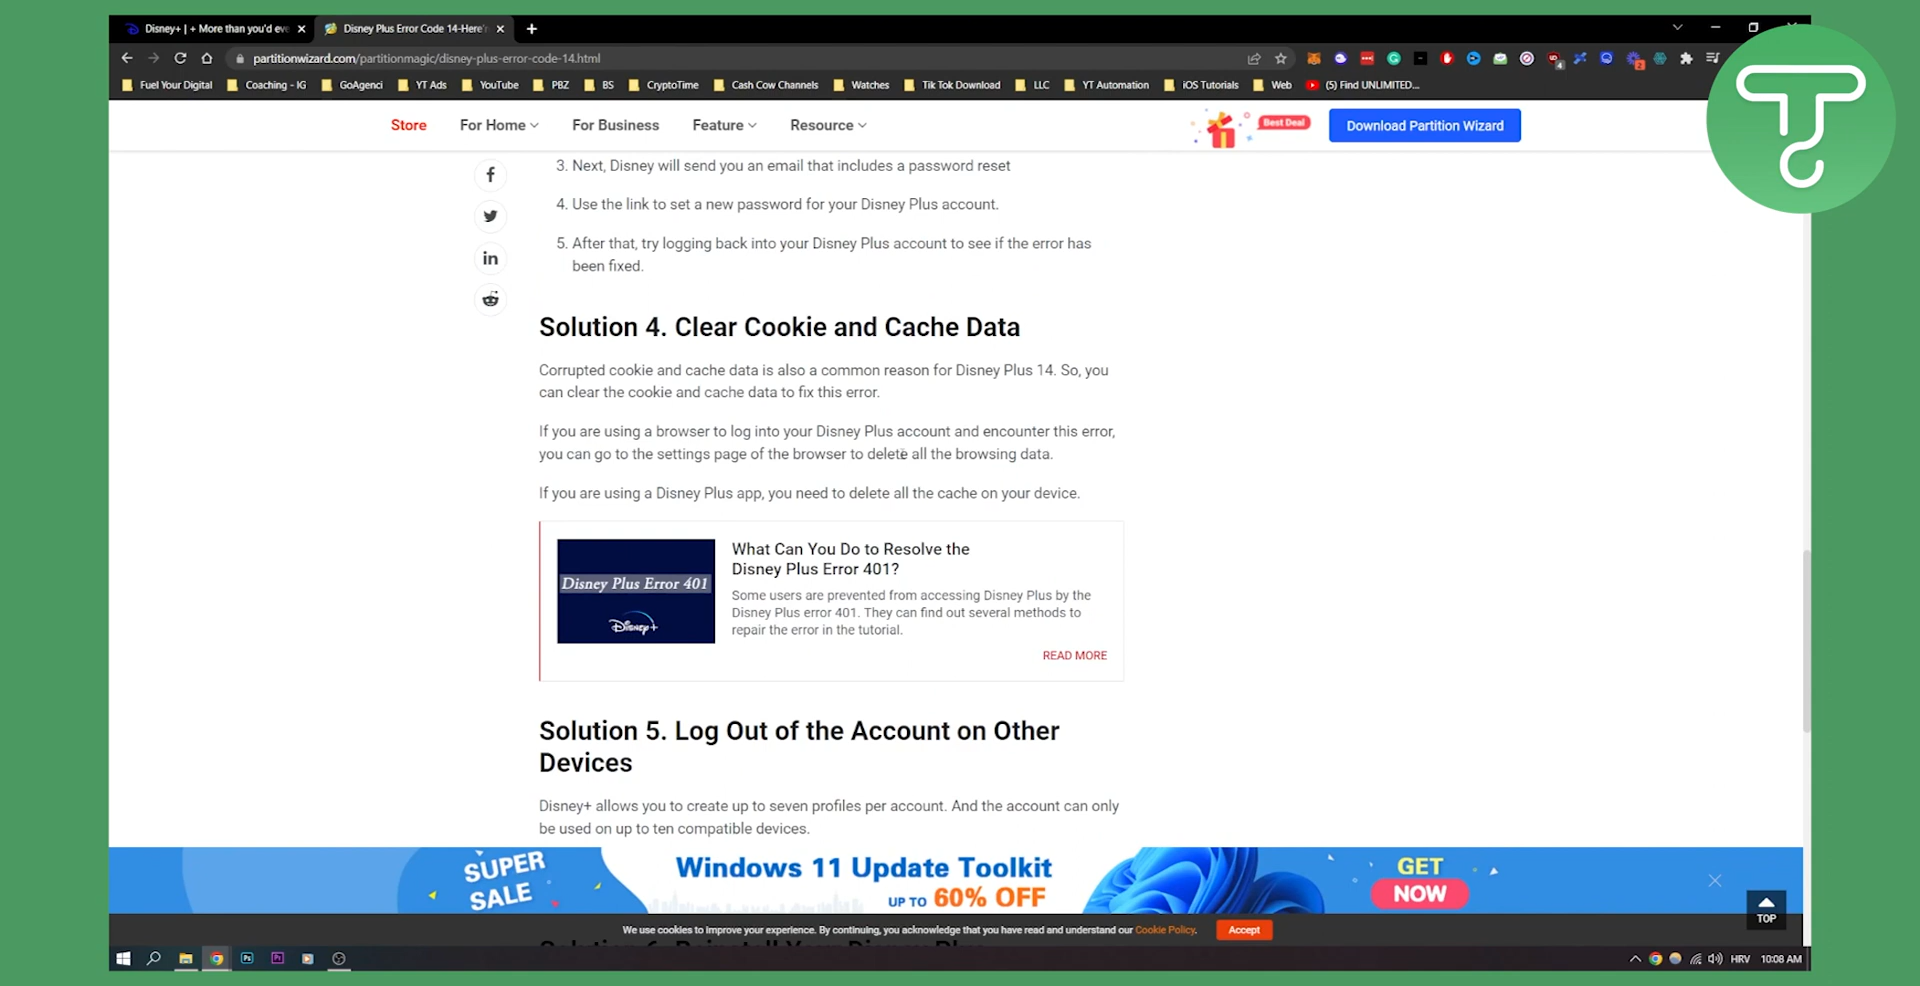 Disney+ | + More than you'd eve
Disney Plus Error Code 14-Here'
partitionwizard.com/partitionmagic/disney-plus-error-code-14.html
Fuel Your Digital
Coaching - IG
GoAgenci
YT Ads
YouTube
PBZ
BS
CryptoTime
Cash Cow Channels
Watches
Tik Tok Download
LLC
YT Automation
iOS Tutorials
Web
(5) Find UNLIMITED...
Store
For Home
For Business
Feature
Resource
Best Deal
Download Partition Wizard
3. Next, Disney will send you an email that includes a password reset
4. Use the link to set a new password for your Disney Plus account.
5. After that, try logging back into your Disney Plus account to see if the error has
been fixed.
Solution 4. Clear Cookie and Cache Data
Corrupted cookie and cache data is also a common reason for Disney Plus 14. So, you
can clear the cookie and cache data to fix this error.
If you are using a browser to log into your Disney Plus account and encounter this error,
you can go to the settings page of the browser to delete all the browsing data.
If you are using a Disney Plus app, you need to delete all the cache on your device.
Disney Plus Error 401
Disney+
What Can You Do to Resolve the
Disney Plus Error 401?
Some users are prevented from accessing Disney Plus by the
Disney Plus error 401. They can find out several methods to
repair the error in the tutorial.
READ MORE
Solution 5. Log Out of the Account on Other
Devices
Disney+ allows you to create up to seven profiles per account. And the account can only
be used on up to ten compatible devices.
SUPER
SALE
Windows 11 Update Toolkit
UP TO 60% OFF
GET
NOW
TOP
We use cookies to improve your experience. By continuing, you acknowledge that you have read and understand our Cookie Policy.
Accept
HRV
10:08 AM